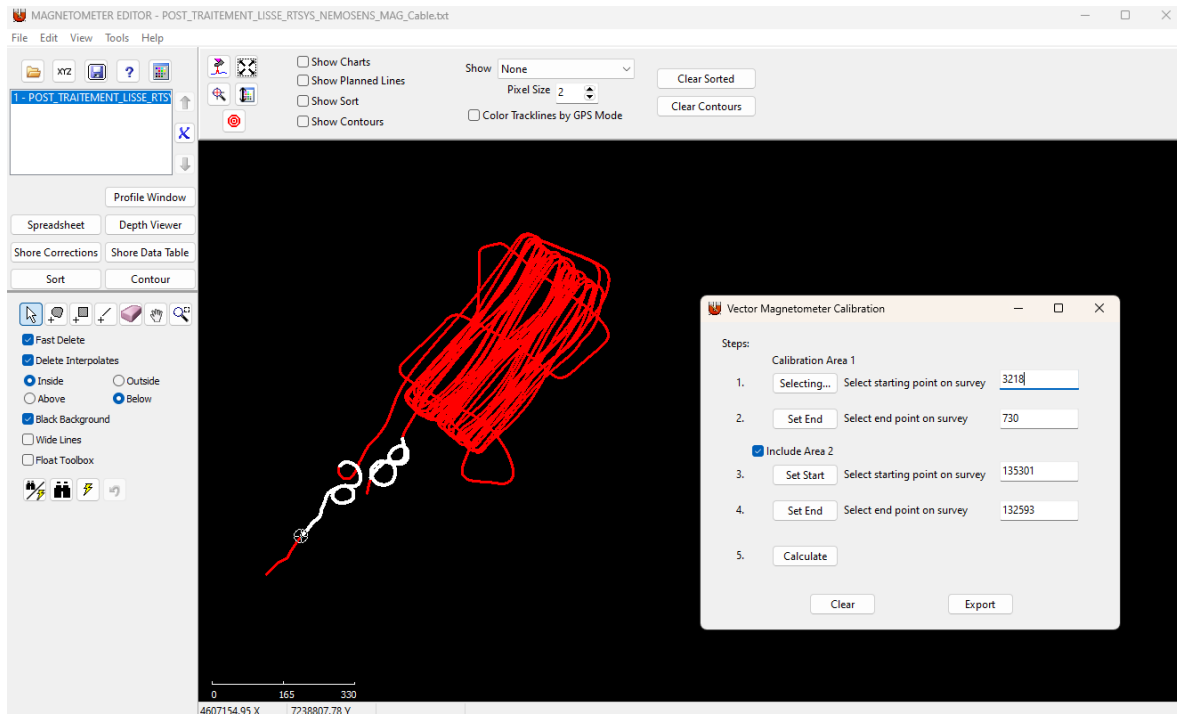 MAGNETOMETER EDITOR - POST_TRAITEMENT_LISSE_RTSYS_NEMOSENS_MAG_Cable.txt
File Edit View Tools Help
XYZ
?
1 - POST_TRAITEMENT_LISSE_RTSY
X
Profile Window
Spreadsheet Depth Viewer
Shore Corrections Shore Data Table
Sort Contour
Fast Delete
Delete Interpolates
Inside Outside
Above Below
Black Background
Wide Lines
Float Toolbox
Show Charts
Show Planned Lines
Show Sort
Show Contours
Show None
Pixel Size 2
Color Tracklines by GPS Mode
Clear Sorted
Clear Contours
0 165 330
4607154.95 X 7238807.78 Y
Vector Magnetometer Calibration
Steps:
Calibration Area 1
1. Selecting... Select starting point on survey 3218
2. Set End Select end point on survey 730
Include Area 2
3. Set Start Select starting point on survey 135301
4. Set End Select end point on survey 132593
5. Calculate
Clear Export